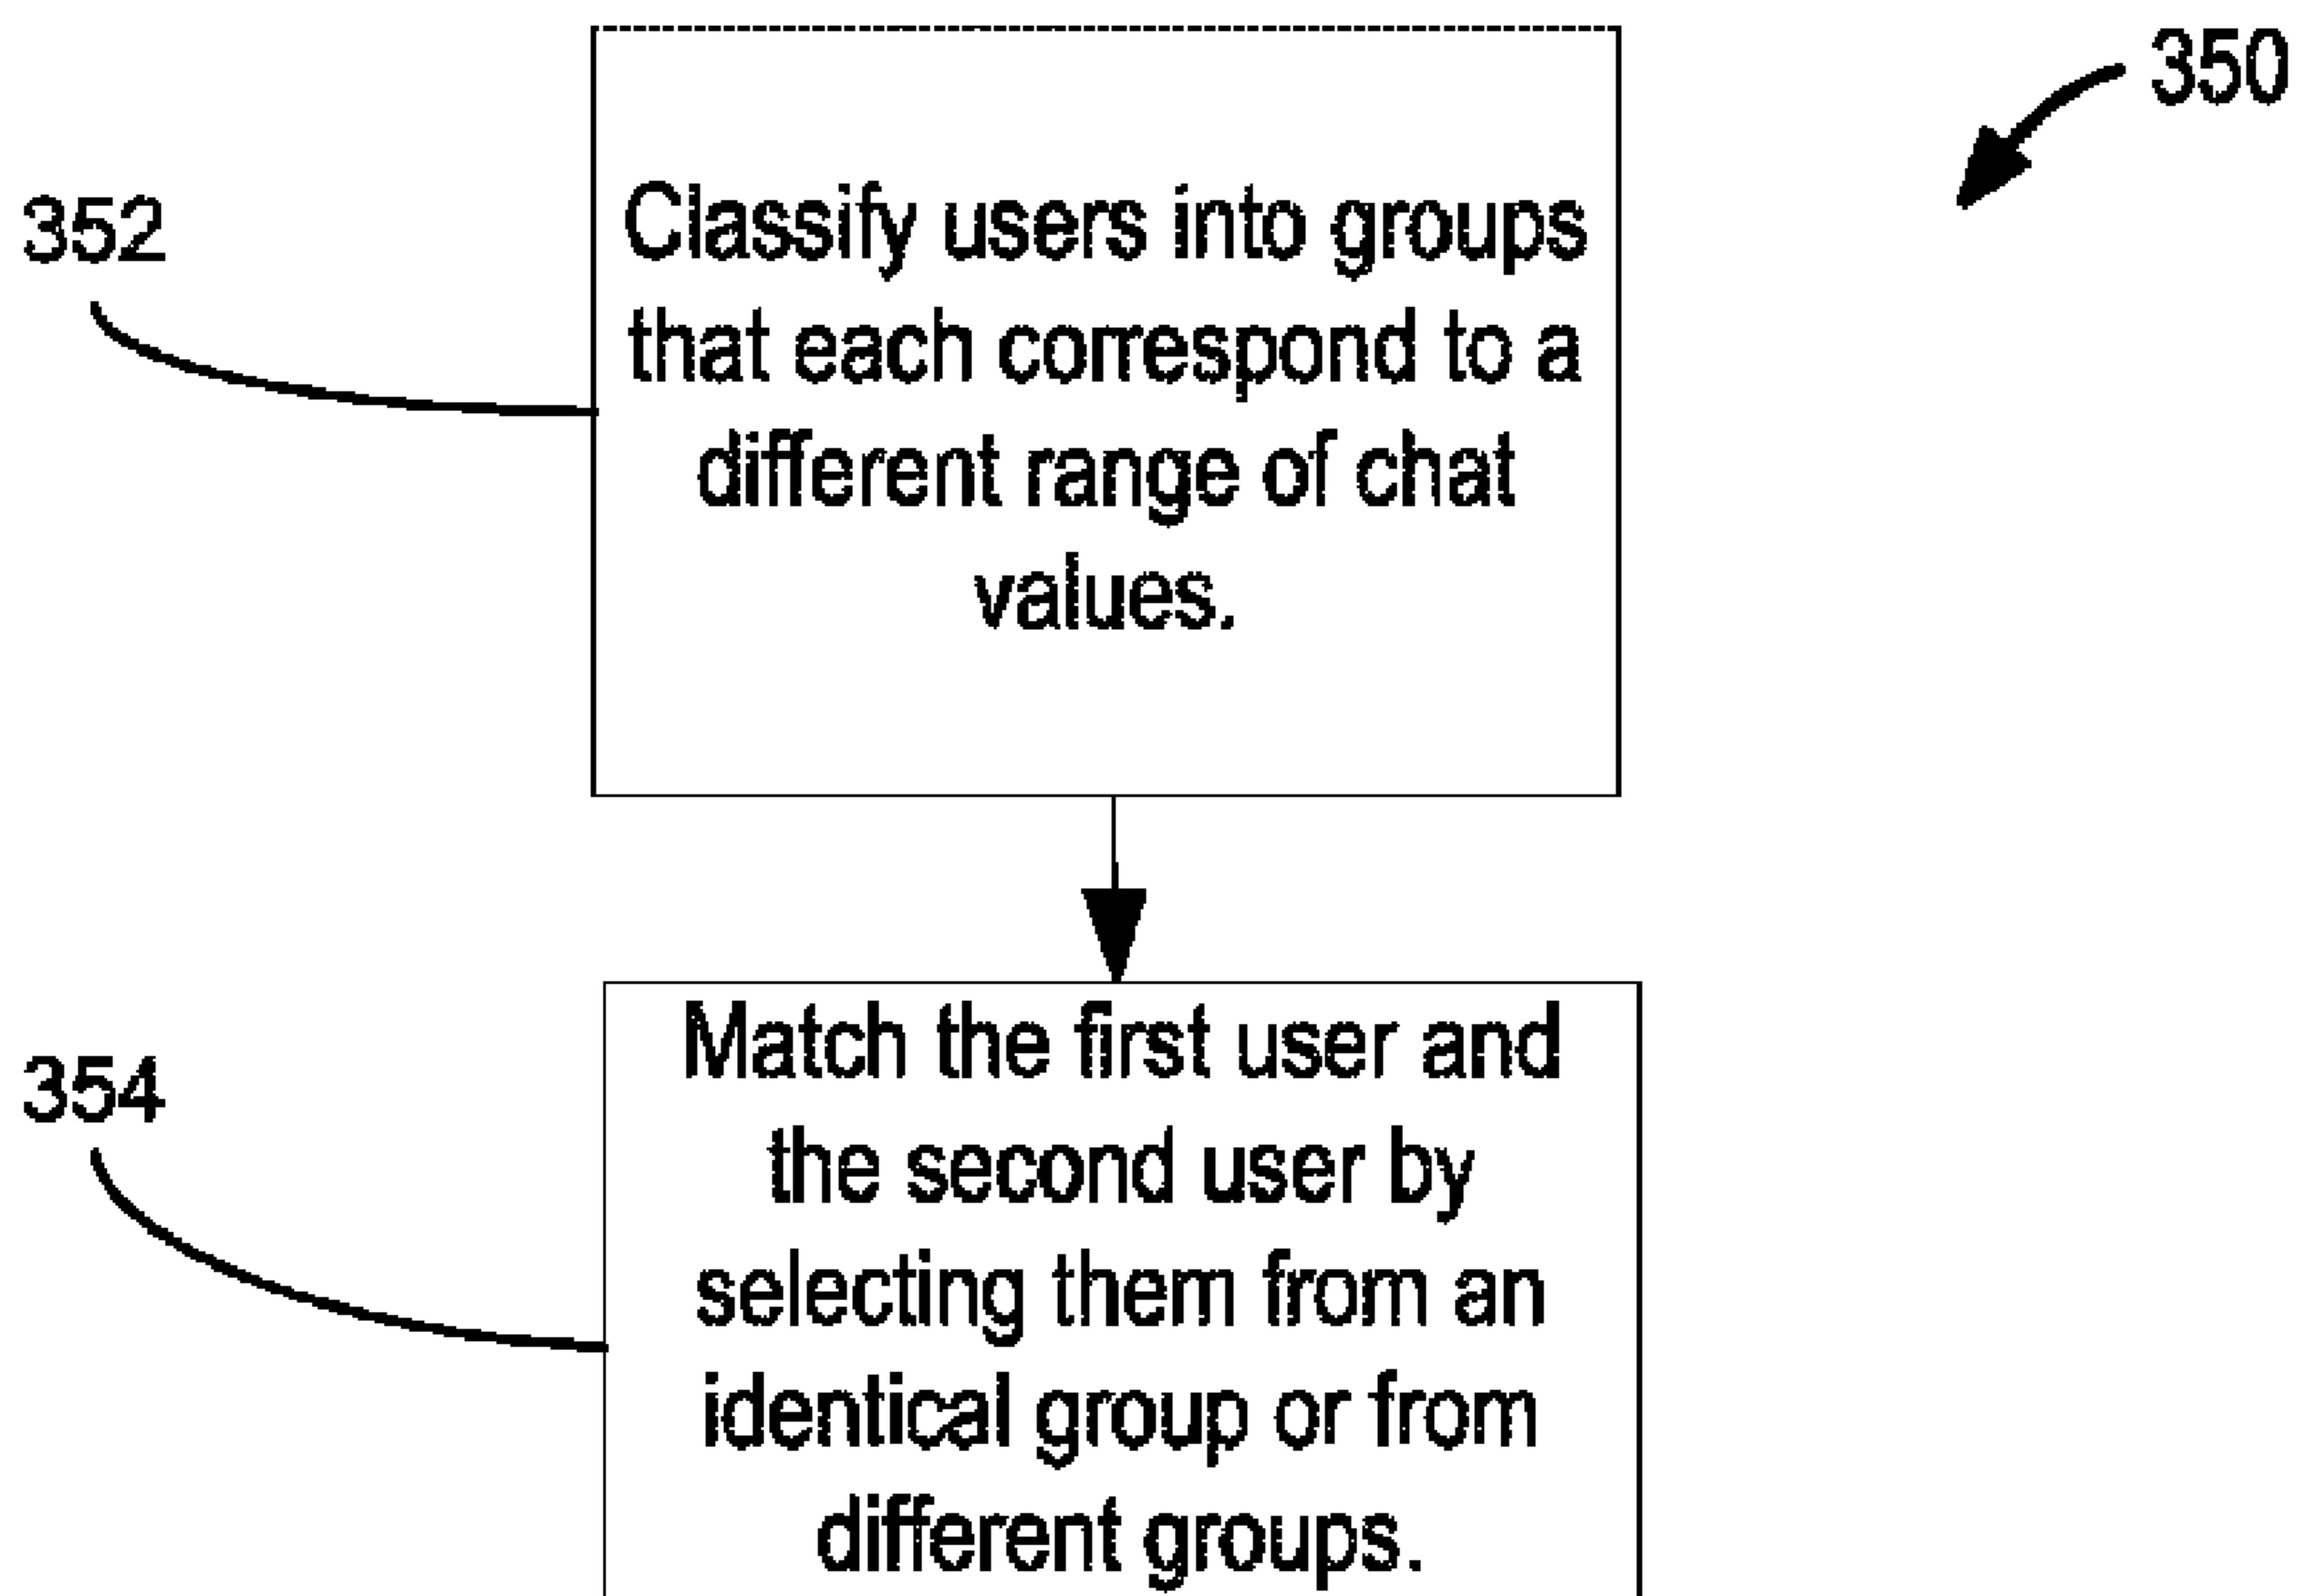 350
352
Classify users into groups
that each correspond to a
different range of chat
values.
354
Match the first user and
the second user by
selecting them from an
identical group or from
different groups.